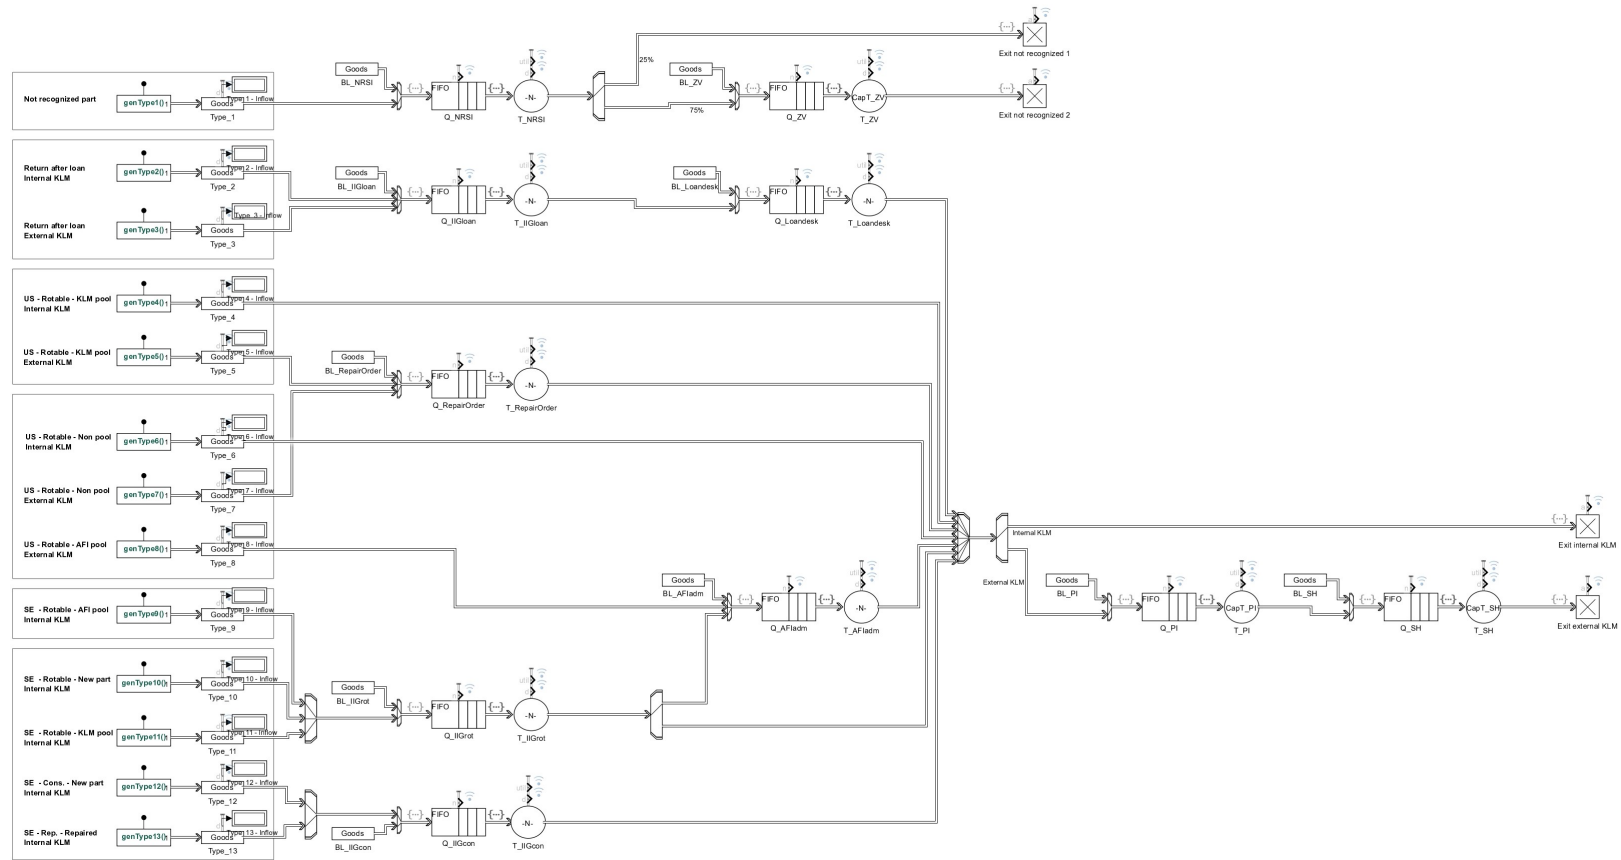 Exit not recognized 1
25%
Goods
BL_NRSI
FIFO
Q_NRSI
-N-
T_NRSI
Goods
BL_ZV
75%
FIFO
Q_ZV
CapT_ZV
T_ZV
Exit not recognized 2
Not recognized part
genType1()
Goods
Type 1 - Inflow
Type_1
Return after loan
Internal KLM
genType2()
Goods
Type 2 - Inflow
Type_2
Return after loan
External KLM
genType3()
Goods
Type 3 - Inflow
Type_3
Goods
BL_IIGloan
FIFO
Q_IIGloan
-N-
T_IIGloan
Goods
BL_Loandesk
FIFO
Q_Loandesk
-N-
T_Loandesk
US - Rotable - KLM pool
Internal KLM
genType4()
Goods
Type 4 - Inflow
Type_4
US - Rotable - KLM pool
External KLM
genType5()
Goods
Type 5 - Inflow
Type_5
Goods
BL_RepairOrder
FIFO
Q_RepairOrder
-N-
T_RepairOrder
US - Rotable - Non pool
Internal KLM
genType6()
Goods
Type 6 - Inflow
Type_6
US - Rotable - Non pool
External KLM
genType7()
Goods
Type 7 - Inflow
Type_7
US - Rotable - AFI pool
External KLM
genType8()
Goods
Type 8 - Inflow
Type_8
Internal KLM
Exit internal KLM
External KLM
Goods
BL_PI
FIFO
Q_PI
CapT_PI
T_PI
Goods
BL_SH
FIFO
Q_SH
CapT_SH
T_SH
Exit external KLM
Goods
BL_AFIadm
FIFO
Q_AFIadm
-N-
T_AFIadm
SE - Rotable - AFI pool
Internal KLM
genType9()
Goods
Type 9 - Inflow
Type_9
SE - Rotable - New part
Internal KLM
genType10()
Goods
Type 10 - Inflow
Type_10
SE - Rotable - KLM pool
Internal KLM
genType11()
Goods
Type 11 - Inflow
Type_11
Goods
BL_IIGrot
FIFO
Q_IIGrot
-N-
T_IIGrot
SE - Cons. - New part
Internal KLM
genType12()
Goods
Type 12 - Inflow
Type_12
SE - Rep. - Repaired
Internal KLM
genType13()
Goods
Type 13 - Inflow
Type_13
Goods
BL_IIGcon
FIFO
Q_IIGcon
-N-
T_IIGcon